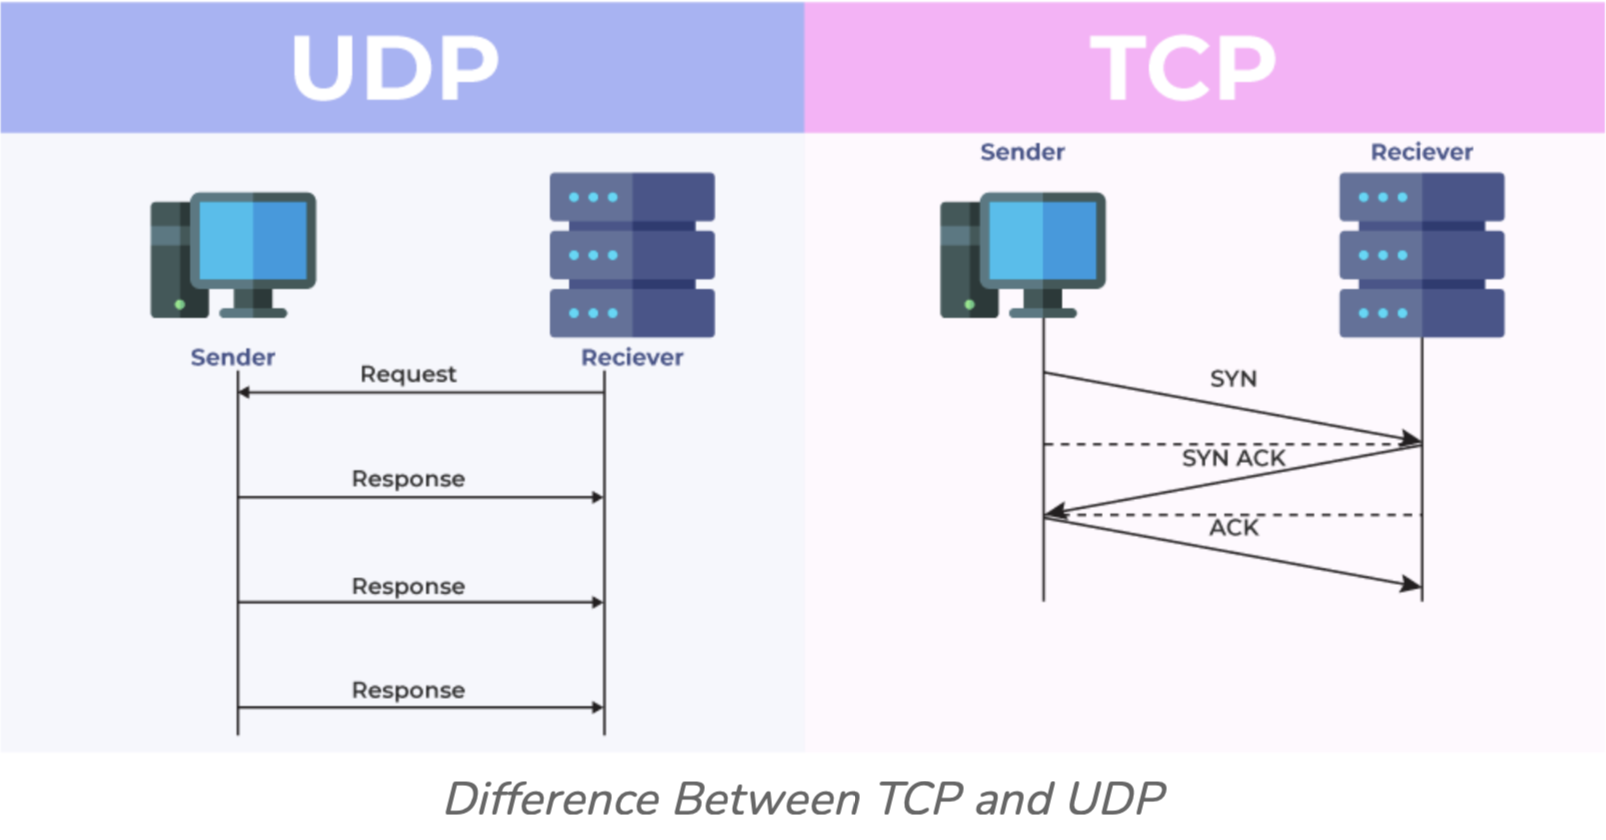 UDP
TCP
Sender
Reciever
Sender
Reciever
Request
Response
Response
Response
SYN
SYN ACK
ACK
Difference Between TCP and UDP